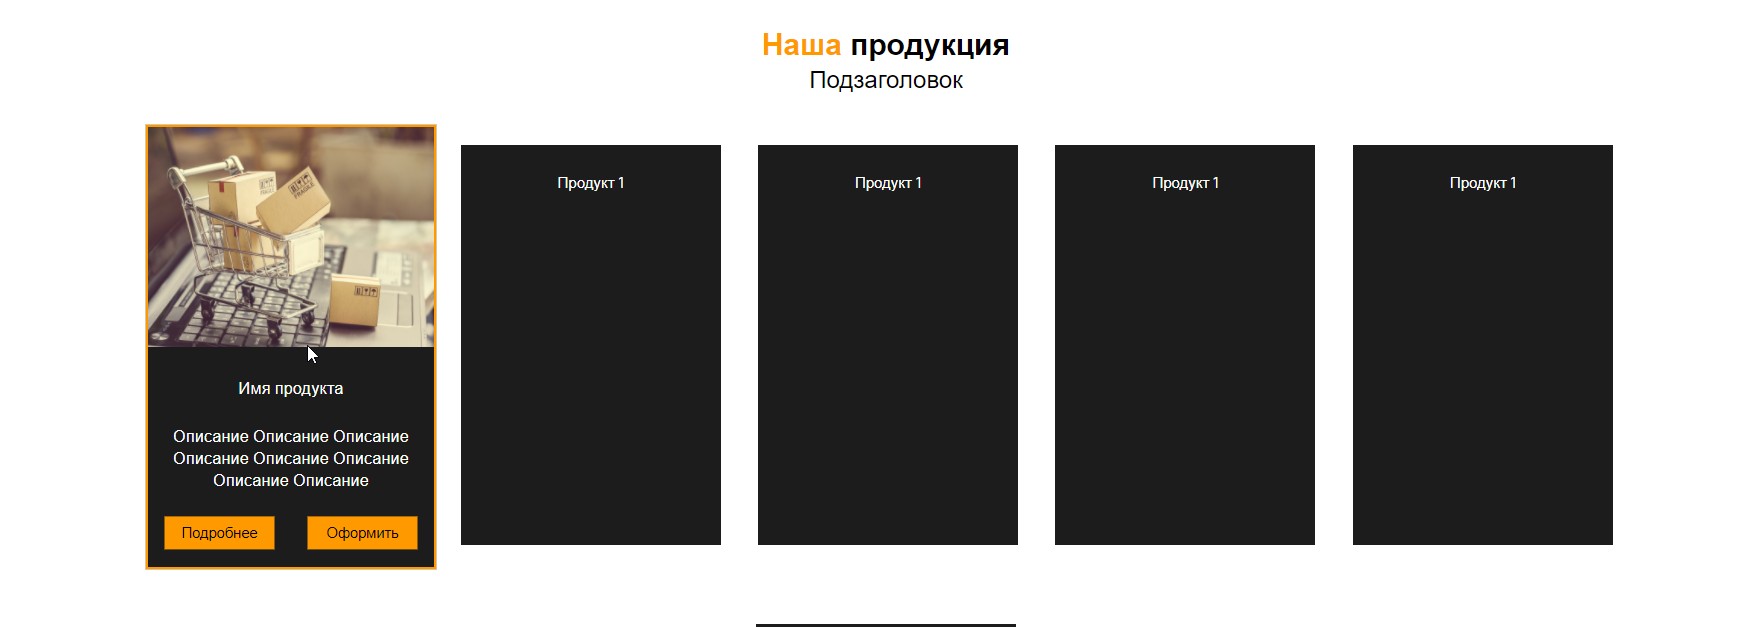 Наша продукция
Подзаголовок
Имя продукта
Описание Описание Описание
Описание Описание Описание
Описание Описание
Подробнее
Оформить
Продукт 1
Продукт 1
Продукт 1
Продукт 1